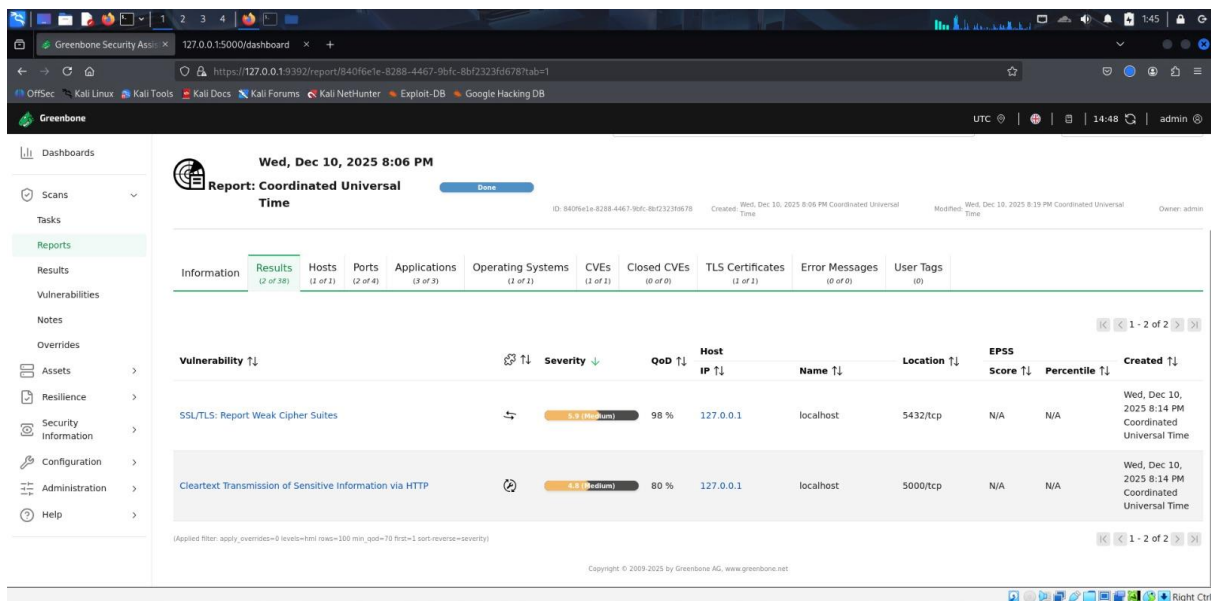 1 2 3 4
1:45
Greenbone Security Assis ×
127.0.0.1:5000/dashboard × +
https://127.0.0.1:9392/report/840f6e1e-8288-4467-9bfc-8bf2323fd678?tab=1
OffSec Kali Linux Kali Tools Kali Docs Kali Forums Kali NetHunter Exploit-DB Google Hacking DB
Greenbone
UTC | | 14:48 | admin
Dashboards
Scans
Tasks
Reports
Results
Vulnerabilities
Notes
Overrides
Assets
Resilience
Security
Information
Configuration
Administration
Help
Wed, Dec 10, 2025 8:06 PM
Report: Coordinated Universal
Time
Done
ID: 840f6e1e-8288-4467-9bfc-8bf2323fd678
Created: Wed, Dec 10, 2025 8:06 PM Coordinated Universal
Time
Modified: Wed, Dec 10, 2025 8:19 PM Coordinated Universal
Time
Owner: admin
Information
Results
(2 of 38)
Hosts
(1 of 1)
Ports
(2 of 4)
Applications
(3 of 3)
Operating Systems
(1 of 1)
CVEs
(1 of 1)
Closed CVEs
(0 of 0)
TLS Certificates
(1 of 1)
Error Messages
(0 of 0)
User Tags
(0)
1 - 2 of 2
Vulnerability
Severity
QoD
Host
IP
Name
Location
EPSS
Score
Percentile
Created
SSL/TLS: Report Weak Cipher Suites
5.9 (Medium)
98 %
127.0.0.1
localhost
5432/tcp
N/A
N/A
Wed, Dec 10,
2025 8:14 PM
Coordinated
Universal Time
Cleartext Transmission of Sensitive Information via HTTP
4.8 (Medium)
80 %
127.0.0.1
localhost
5000/tcp
N/A
N/A
Wed, Dec 10,
2025 8:14 PM
Coordinated
Universal Time
(Applied filter: apply_overrides=0 levels=hml rows=100 min_qod=70 first=1 sort-reverse=severity)
1 - 2 of 2
Copyright © 2009-2025 by Greenbone AG, www.greenbone.net
Right Ctrl